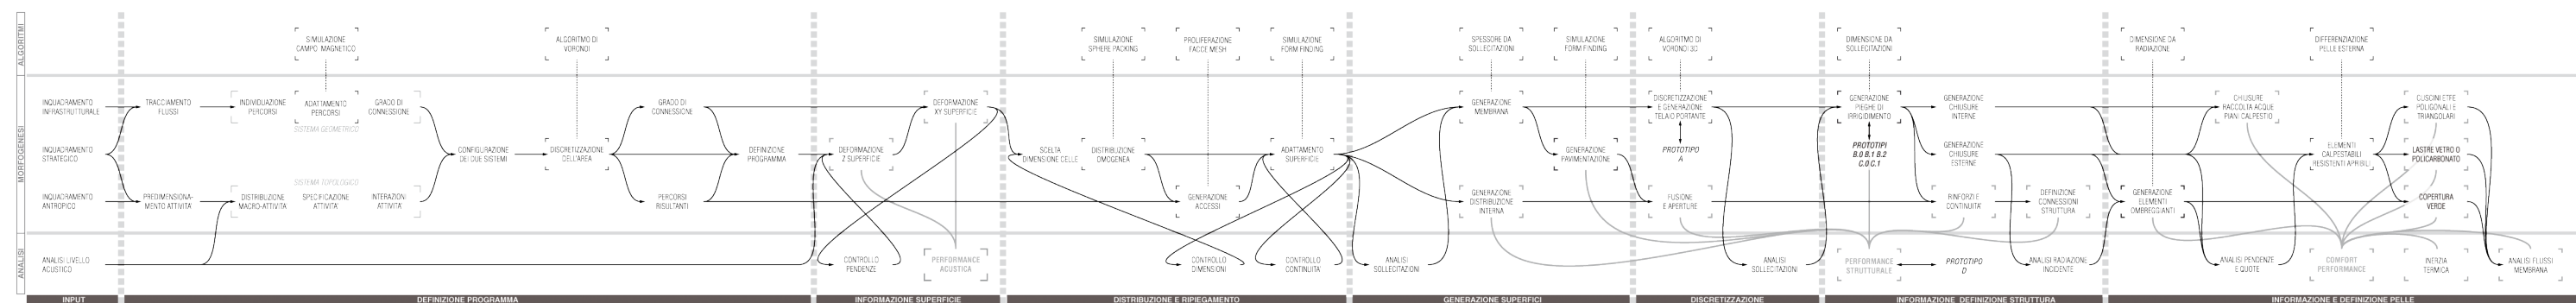 ALGORITMI
SIMULAZIONE
CAMPO MAGNETICO
ALGORITMO DI
VORONOI
SIMULAZIONE
SPHERE PACKING
PROLIFERAZIONE
FACCE MESH
SIMULAZIONE
FORM FINDING
SPESSORE DA
SOLLECITAZIONI
SIMULAZIONE
FORM FINDING
ALGORITMO DI
VORONOI 3D
DIMENSIONE DA
SOLLECITAZIONI
DIMENSIONE DA
RADIAZIONE
DIFFERENZIAZIONE
PELLE ESTERNA
MORFOGENESI
INQUADRAMENTO
INFRASTRUTTURALE
TRACCIAMENTO
FLUSSI
INDIVIDUAZIONE
PERCORSI
ADATTAMENTO
PERCORSI
GRADO DI
CONNESSIONE
SISTEMA GEOMETRICO
GRADO DI
CONNESSIONE
DEFORMAZIONE
XY SUPERFICIE
GENERAZIONE
MEMBRANA
DISCRETIZZAZIONE
E GENERAZIONE
TELAIO PORTANTE
GENERAZIONE
PIEGHE DI
IRRIGIDIMENTO
GENERAZIONE
CHIUSURE
INTERNE
CHIUSURE
RACCOLTA ACQUE
PIANI CALPESTIO
CUSCINI ETFE
POLIGONALI E
TRIANGOLARI
INQUADRAMENTO
STRATEGICO
CONFIGURAZIONE
DEI DUE SISTEMI
DISCRETIZZAZIONE
DELL'AREA
DEFINIZIONE
PROGRAMMA
DEFORMAZIONE
Z SUPERFICIE
SCELTA
DIMENSIONE CELLE
DISTRIBUZIONE
OMOGENEA
ADATTAMENTO
SUPERFICIE
GENERAZIONE
PAVIMENTAZIONE
PROTOTIPO
A
PROTOTIPI
B.0 B.1 B.2
C.0 C.1
GENERAZIONE
CHIUSURE
ESTERNE
ELEMENTI
CALPESTABILI
RESISTENTI APRIBILI
LASTRE VETRO O
POLICARBONATO
INQUADRAMENTO
ANTROPICO
PREDIMENSIONA-
MENTO ATTIVITA'
SISTEMA TOPOLOGICO
DISTRIBUZIONE
MACRO-ATTIVITA'
SPECIFICAZIONE
ATTIVITA'
INTERAZIONI
ATTIVITA'
PERCORSI
RISULTANTI
GENERAZIONE
ACCESSI
GENERAZIONE
DISTRIBUZIONE
INTERNA
FUSIONE
E APERTURE
RINFORZI E
CONTINUITA'
DEFINIZIONE
CONNESSIONI
STRUTTURA
GENERAZIONE
ELEMENTI
OMBREGGIANTI
COPERTURA
VERDE
ANALISI
ANALISI LIVELLO
ACUSTICO
CONTROLLO
PENDENZE
PERFORMANCE
ACUSTICA
CONTROLLO
DIMENSIONI
CONTROLLO
CONTINUITA'
ANALISI
SOLLECITAZIONI
ANALISI
SOLLECITAZIONI
PERFORMANCE
STRUTTURALE
PROTOTIPO
D
ANALISI RADIAZIONE
INCIDENTE
ANALISI PENDENZE
E QUOTE
COMFORT
PERFORMANCE
INERZIA
TERMICA
ANALISI FLUSSI
MEMBRANA
INPUT
DEFINIZIONE PROGRAMMA
INFORMAZIONE SUPERFICIE
DISTRIBUZIONE E RIPIEGAMENTO
GENERAZIONE SUPERFICI
DISCRETIZZAZIONE
INFORMAZIONE DEFINIZIONE STRUTTURA
INFORMAZIONE E DEFINIZIONE PELLE